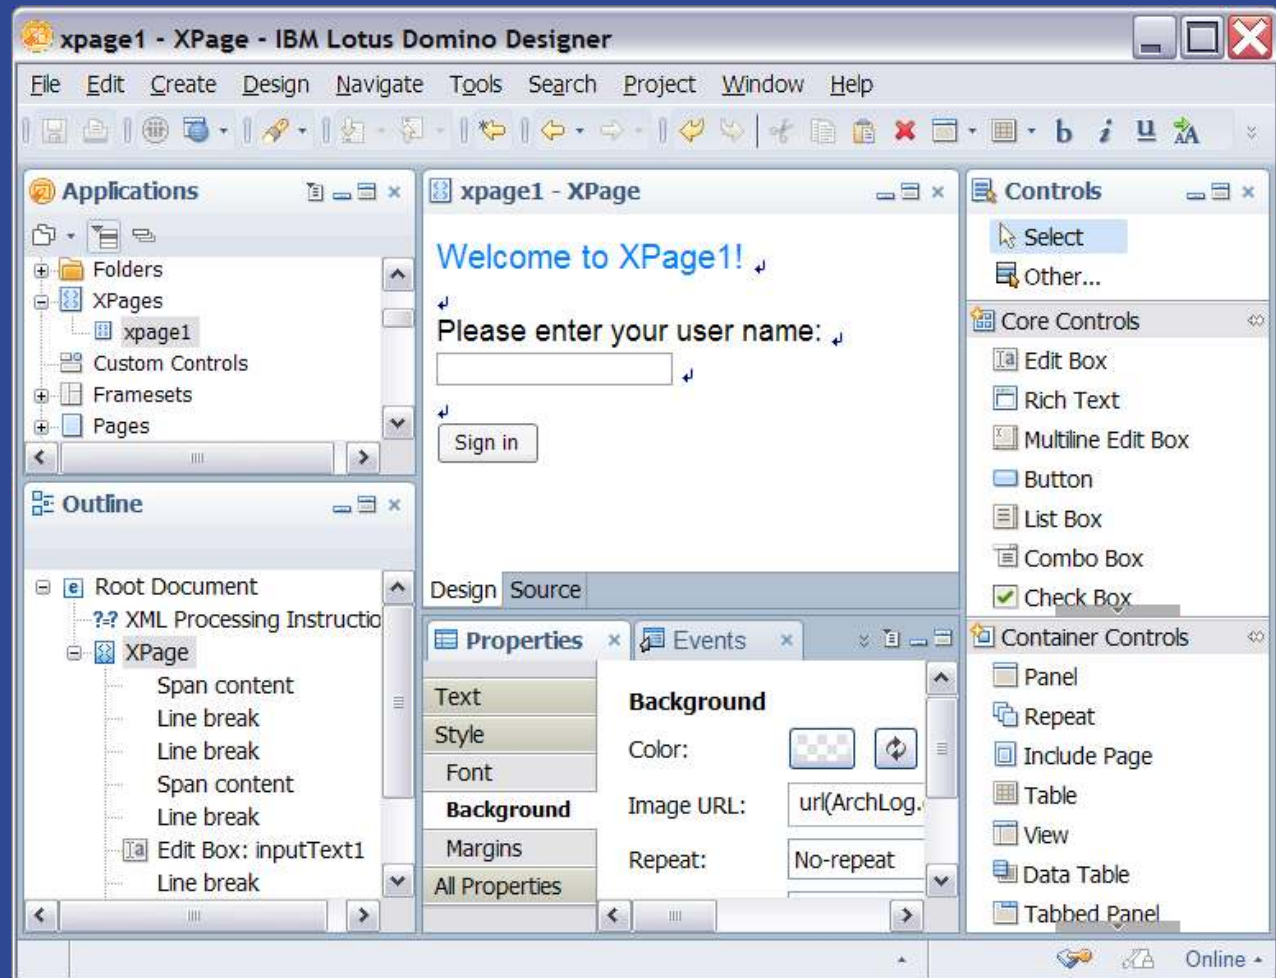 xpage1 - XPage - IBM Lotus Domino Designer
File Edit Create Design Navigate Tools Search Project Window Help
b i u AA
Applications
Folders
XPages
xpage1
Custom Controls
Framesets
Pages
Outline
Root Document
?=? XML Processing Instructio
XPage
Span content
Line break
Line break
Span content
Line break
Edit Box: inputText1
Line break
xpage1 - XPage
Welcome to XPage1!
Please enter your user name:
Sign in
Design Source
Properties Events
Text
Style
Font
Background
Margins
All Properties
Background
Color:
Image URL: url(ArchLog.
Repeat: No-repeat
Controls
Select
Other...
Core Controls
Edit Box
Rich Text
Multiline Edit Box
Button
List Box
Combo Box
Check Box
Container Controls
Panel
Repeat
Include Page
Table
View
Data Table
Tabbed Panel
Online